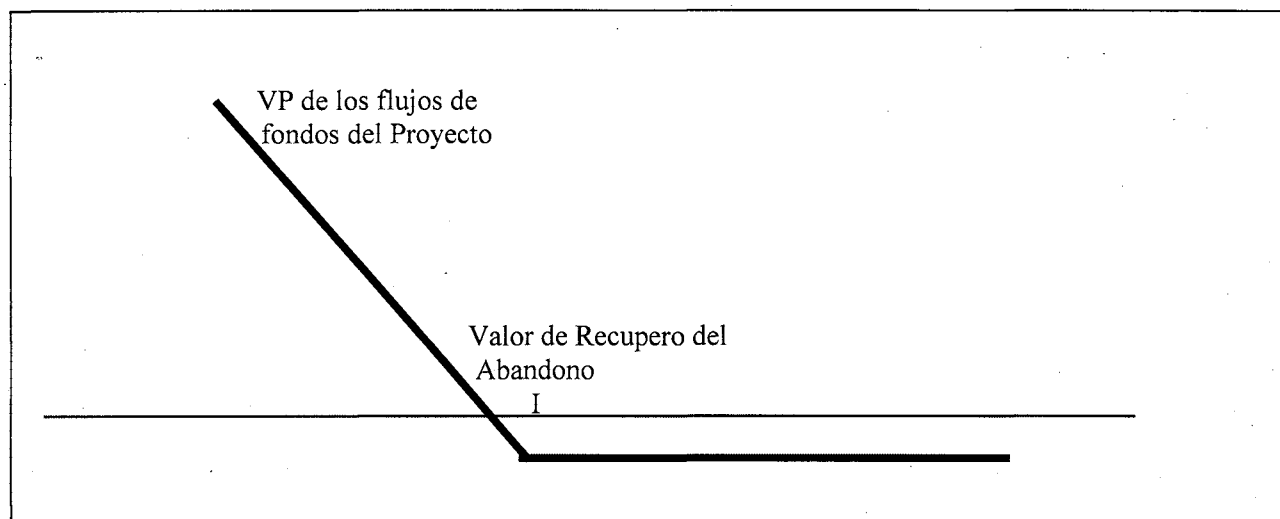 VP de los flujos de
fondos del Proyecto
Valor de Recupero del
Abandono
I